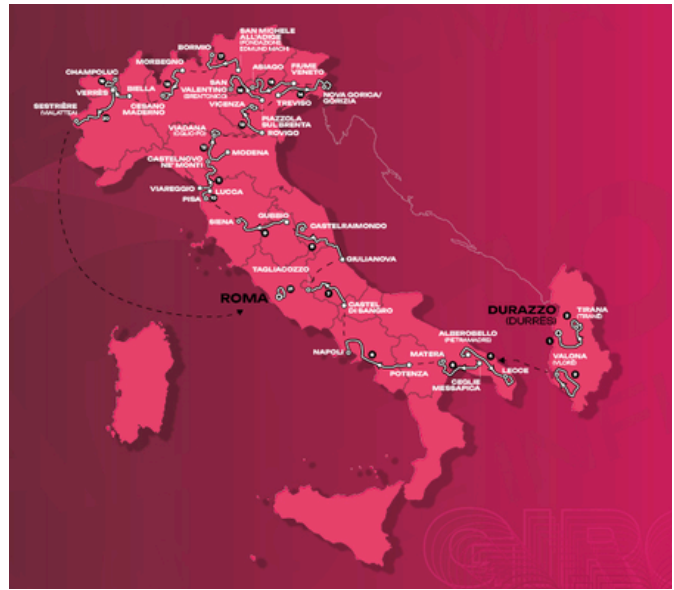 SAN MICHELE
ALL'ADIGE
(FONDAZIONE
EDMUND MACH)
BORMIO
MORBEGNO
ASIAGO
FIUME
VENETO
CHAMPOLUC
SAN
VALENTINO
(BRENTONICO)
VERRÈS
BIELLA
NOVA GORICA/
GORIZIA
CESANO
MADERNO
TREVISO
VICENZA
SESTRIÈRE
(VIALATTEA)
PIAZZOLA
SUL BRENTA
ROVIGO
VIADANA
(OGLIO-PO)
MODENA
CASTELNOVO
NE' MONTI
VIAREGGIO
LUCCA
PISA
SIENA
GUBBIO
CASTELRAIMONDO
GIULIANOVA
TAGLIACOZZO
ROMA
CASTEL
DI SANGRO
DURAZZO
(DURRËS)
TIRANA
(TIRANË)
ALBEROBELLO
(PIETRAMADRE)
VALONA
(VLORË)
NAPOLI
MATERA
LECCE
POTENZA
CEGLIE
MESSAPICA
GIRO